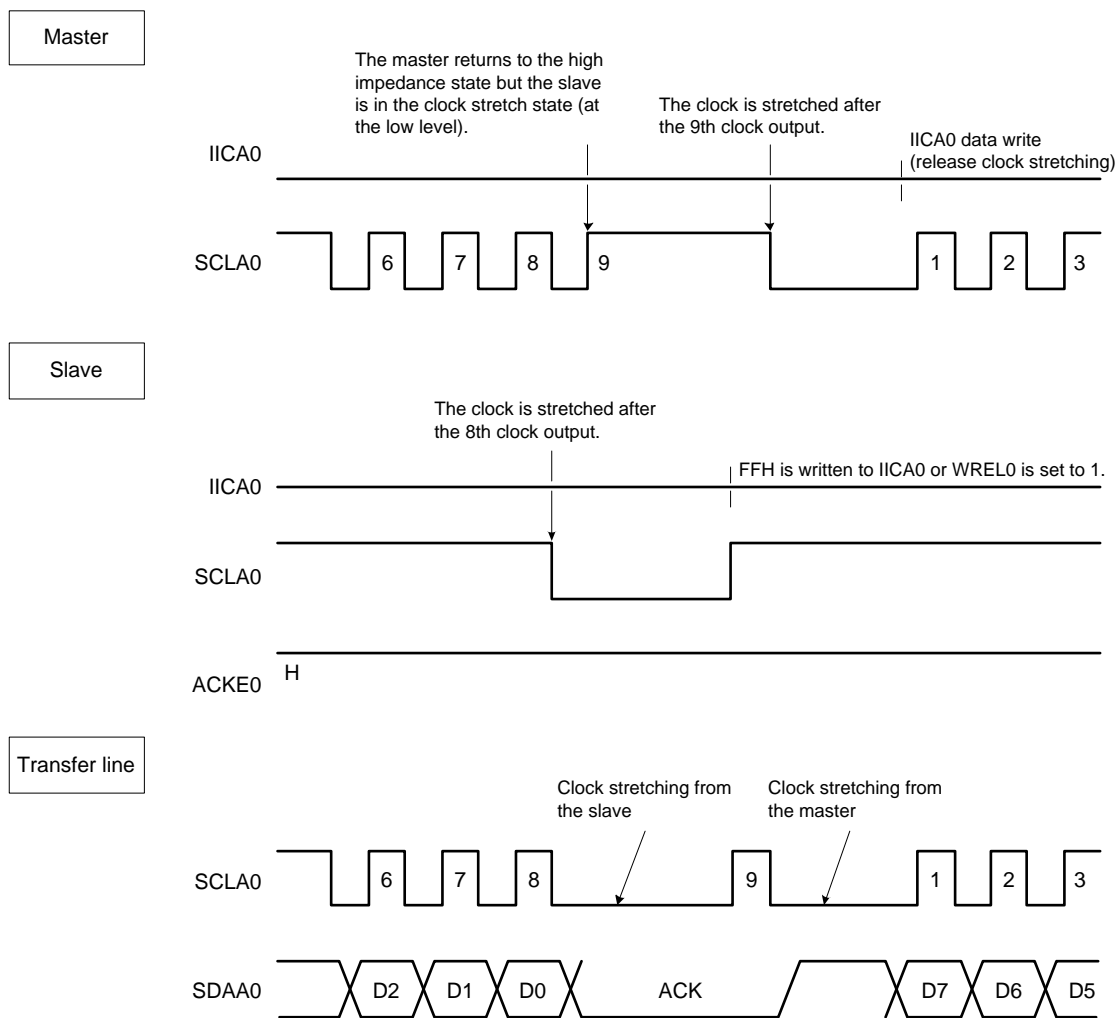 Master
The master returns to the high
impedance state but the slave
is in the clock stretch state (at
the low level).
The clock is stretched after
the 9th clock output.
IICA0 data write
(release clock stretching)
IICA0
SCLA0
6 7 8 9 1 2 3
Slave
The clock is stretched after
the 8th clock output.
FFH is written to IICA0 or WREL0 is set to 1.
IICA0
SCLA0
H
ACKE0
Transfer line
Clock stretching from
the slave
Clock stretching from
the master
SCLA0
6 7 8 9 1 2 3
SDAA0
D2 D1 D0 ACK D7 D6 D5